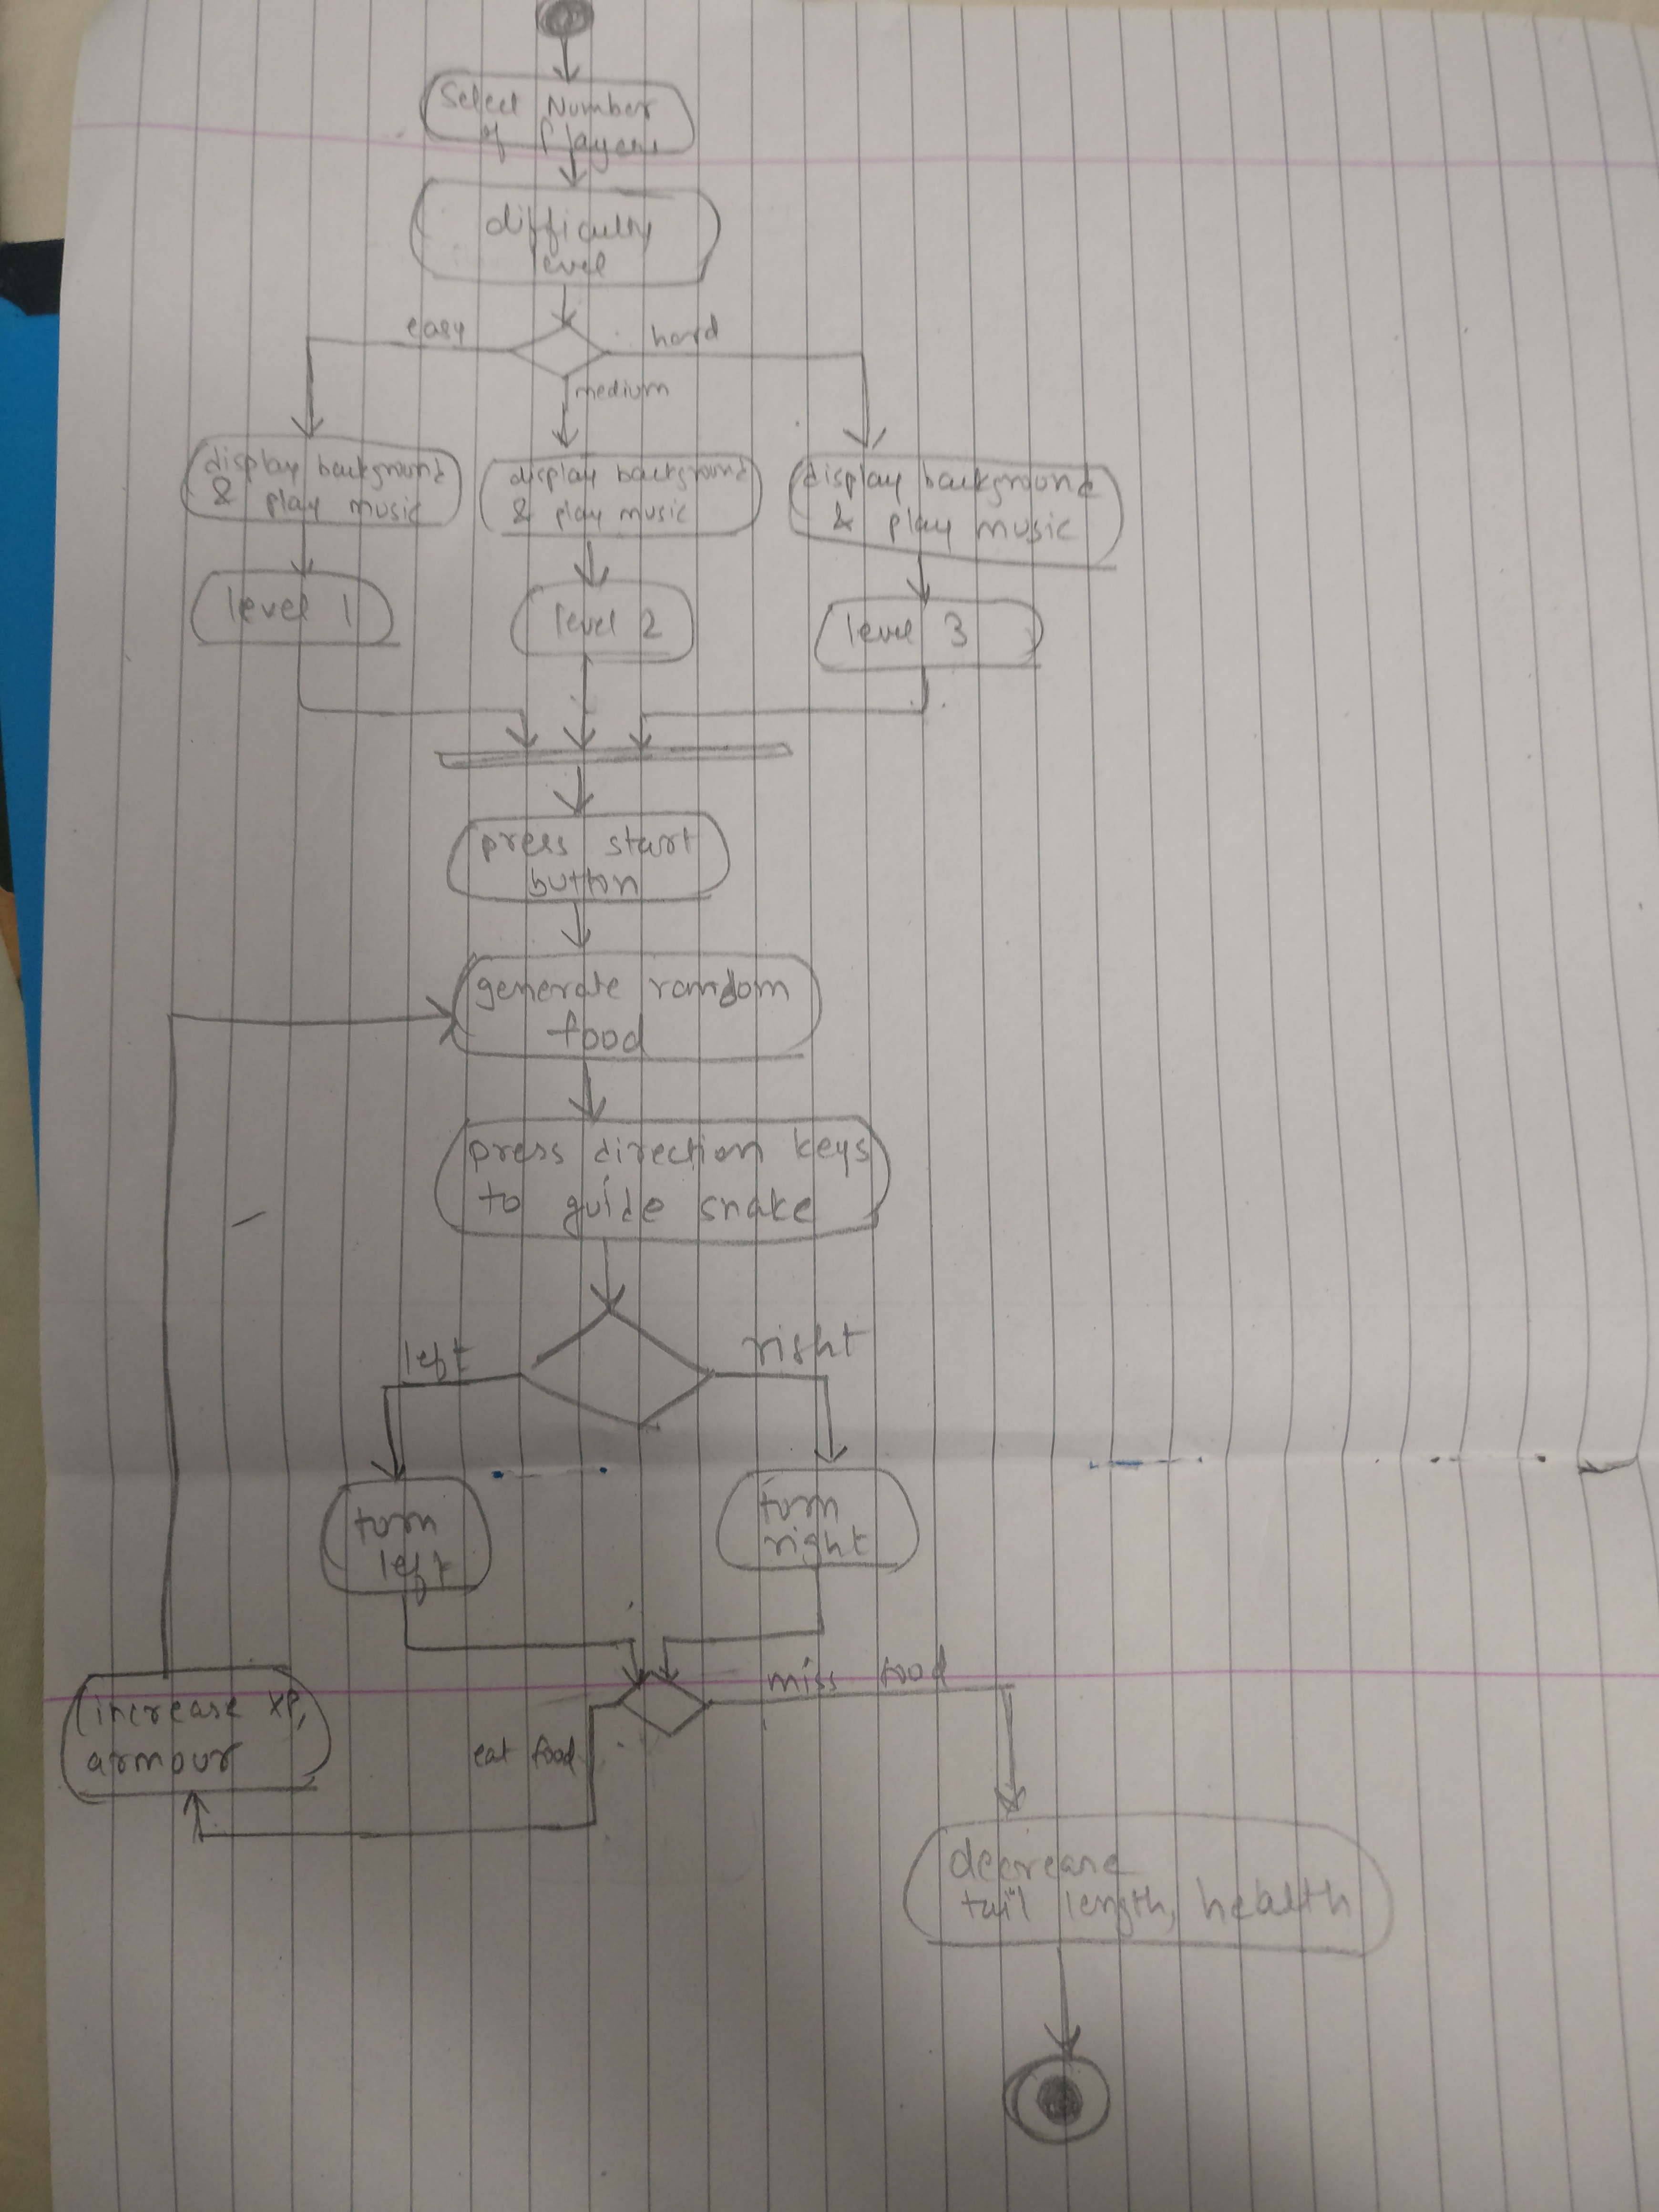 Select Number
of Players
difficulty
level
easy
hard
medium
display background
& play music
display background
& play music
display background
& play music
level 1
level 2
level 3
press start
button
generate random
food
press direction keys
to guide snake
left
right
turn
left
turn
right
miss food
increase XP,
armour
eat food
decrease
tail length, health